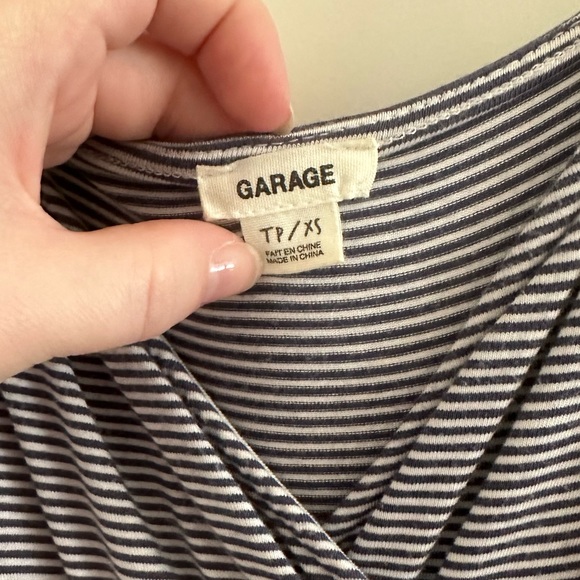 GARAGE
TP/XS
FAIT EN CHINE
MADE IN CHINA